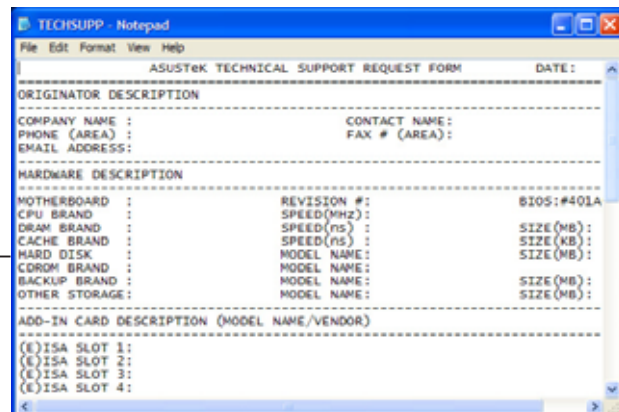 TECHSUPP - Notepad
File Edit Format View Help
ASUSTeK TECHNICAL SUPPORT REQUEST FORM DATE:
ORIGINATOR DESCRIPTION
COMPANY NAME : CONTACT NAME:
PHONE (AREA) : FAX # (AREA):
EMAIL ADDRESS:
HARDWARE DESCRIPTION
MOTHERBOARD : REVISION #: BIOS:#401A
CPU BRAND : SPEED(MHz):
DRAM BRAND : SPEED(ns) : SIZE(MB):
CACHE BRAND : SPEED(ns) : SIZE(KB):
HARD DISK : MODEL NAME: SIZE(MB):
CDROM BRAND : MODEL NAME:
BACKUP BRAND : MODEL NAME: SIZE(MB):
OTHER STORAGE: MODEL NAME: SIZE(MB):
ADD-IN CARD DESCRIPTION (MODEL NAME/VENDOR)
(E)ISA SLOT 1:
(E)ISA SLOT 2:
(E)ISA SLOT 3:
(E)ISA SLOT 4: